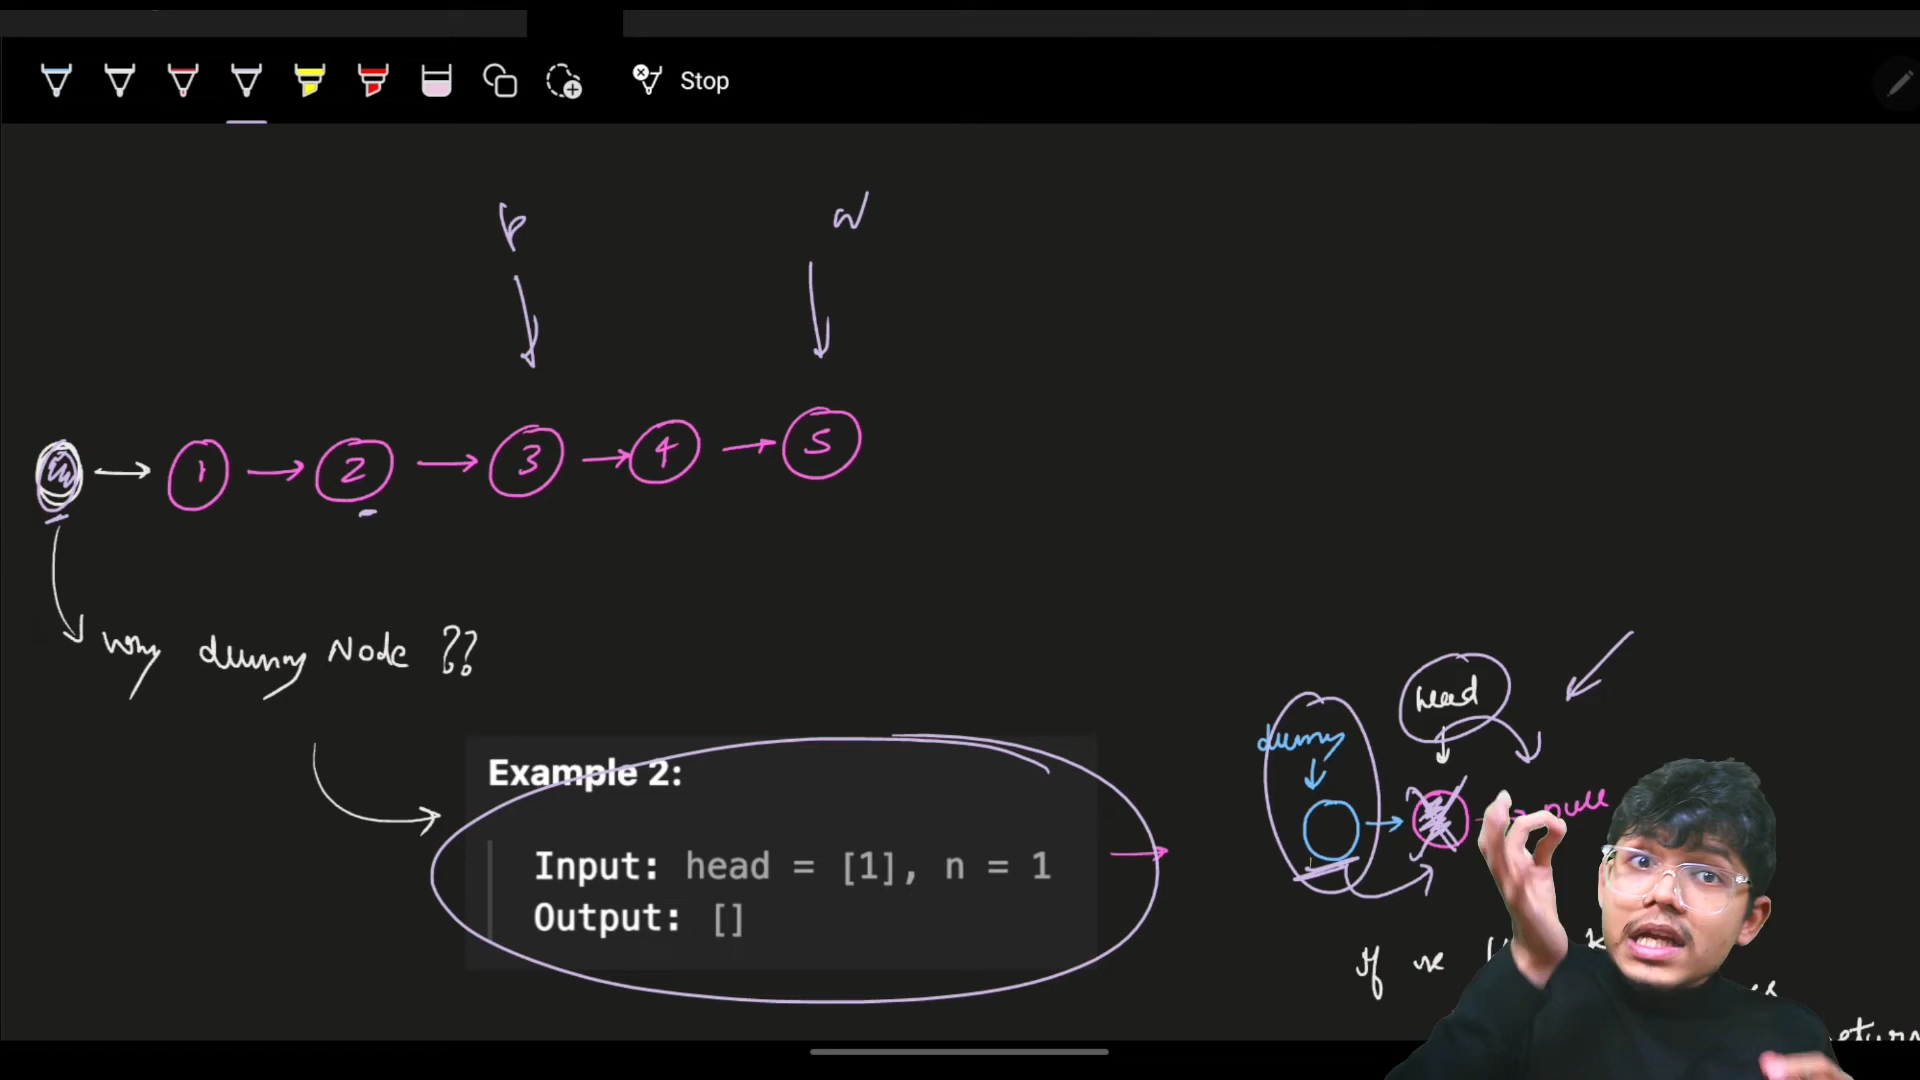 Stop
1 2 3 4 5
why dummy Node ??
head
dummy
null
Example 2:
Input: head = [1], n = 1
Output: []
If we